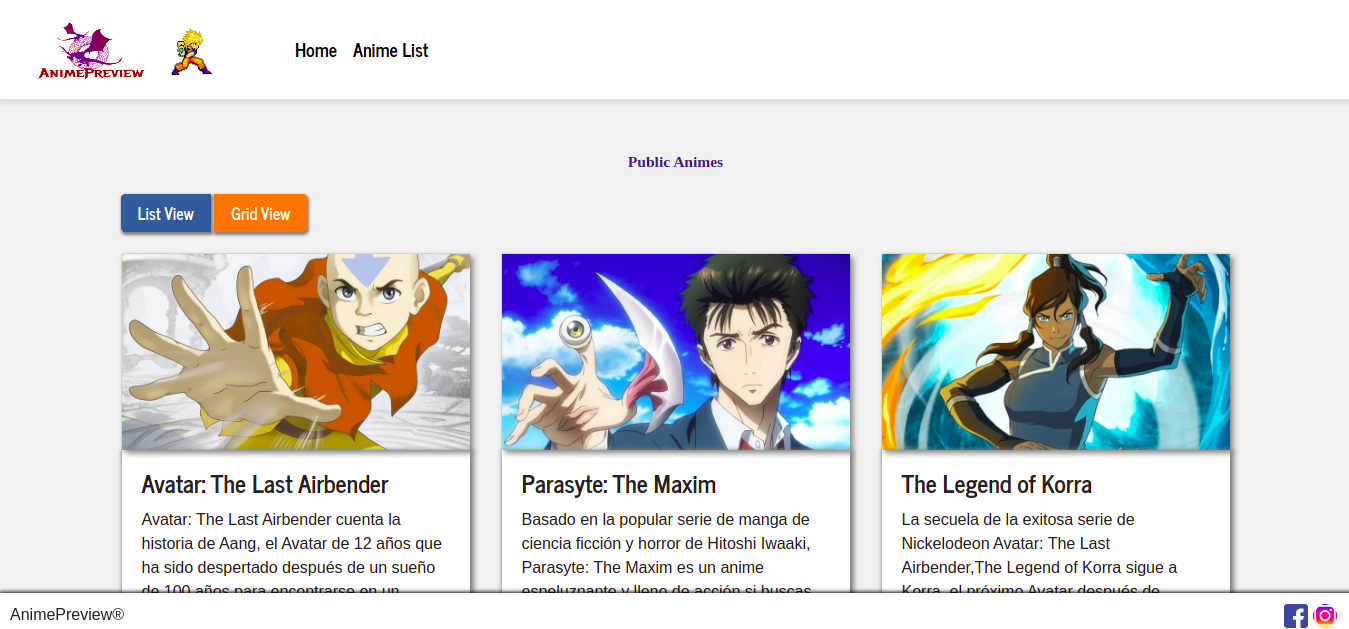 AnimePreview
Home
Anime List
Public Animes
List View
Grid View
Avatar: The Last Airbender
Avatar: The Last Airbender cuenta la
historia de Aang, el Avatar de 12 años que
ha sido despertado después de un sueño
de 100 años para encontrarse en un
Parasyte: The Maxim
Basado en la popular serie de manga de
ciencia ficción y horror de Hitoshi Iwaaki,
Parasyte: The Maxim es un anime
espeluznante y lleno de acción si buscas
The Legend of Korra
La secuela de la exitosa serie de
Nickelodeon Avatar: The Last
Airbender,The Legend of Korra sigue a
Korra, el próximo Avatar después de
AnimePreview®